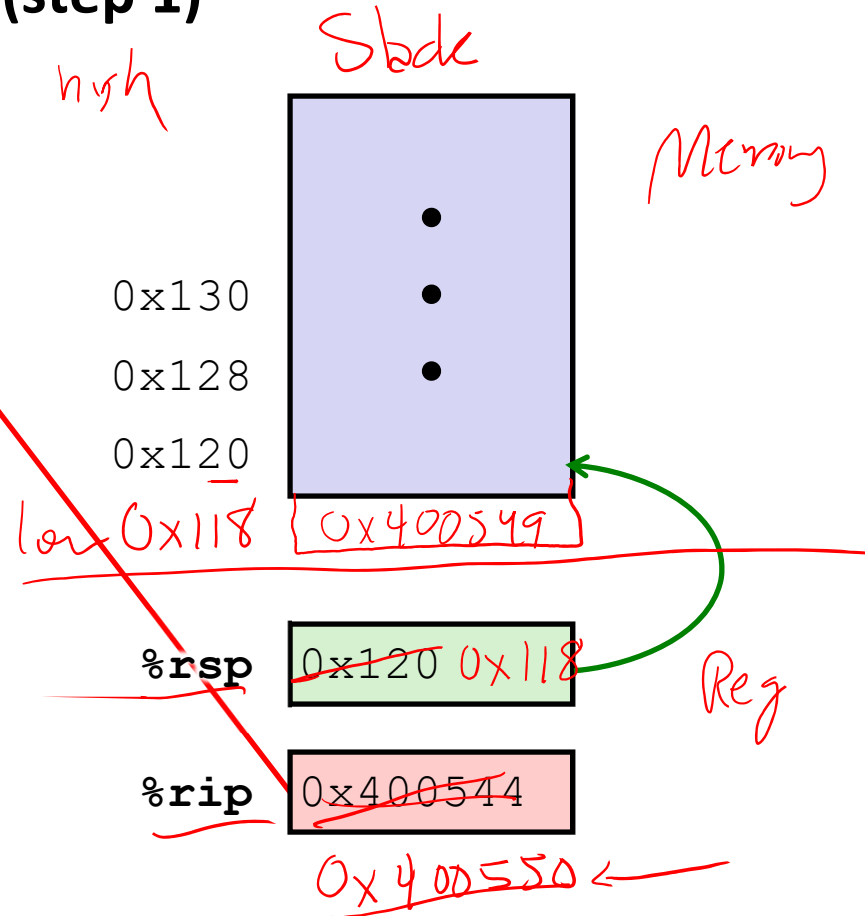 (step 1)
Stack
high
Memory
0x130
0x128
0x120
low 0x118 0x400549
%rsp 0x120 0x118
Reg
%rip 0x400544
0x400550